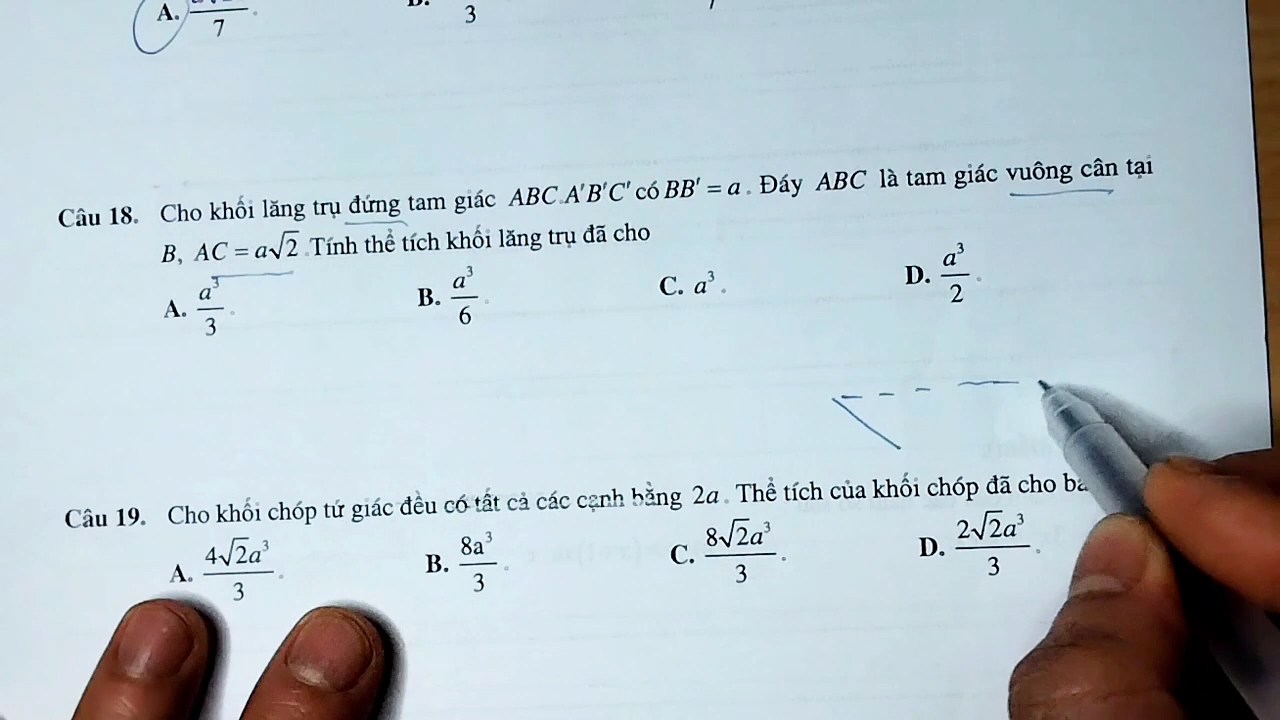 A. 7 . 3
Câu 18. Cho khối lăng trụ đứng tam giác ABC.A'B'C' có BB' = a . Đáy ABC là tam giác vuông cân tại
B, AC = a√2 .Tính thể tích khối lăng trụ đã cho
A. a³/3 . B. a³/6 . C. a³ . D. a³/2 .
Câu 19. Cho khối chóp tứ giác đều có tất cả các cạnh bằng 2a . Thể tích của khối chóp đã cho
A. 4√2a³/3 . B. 8a³/3 . C. 8√2a³/3 . D. 2√2a³/3 .